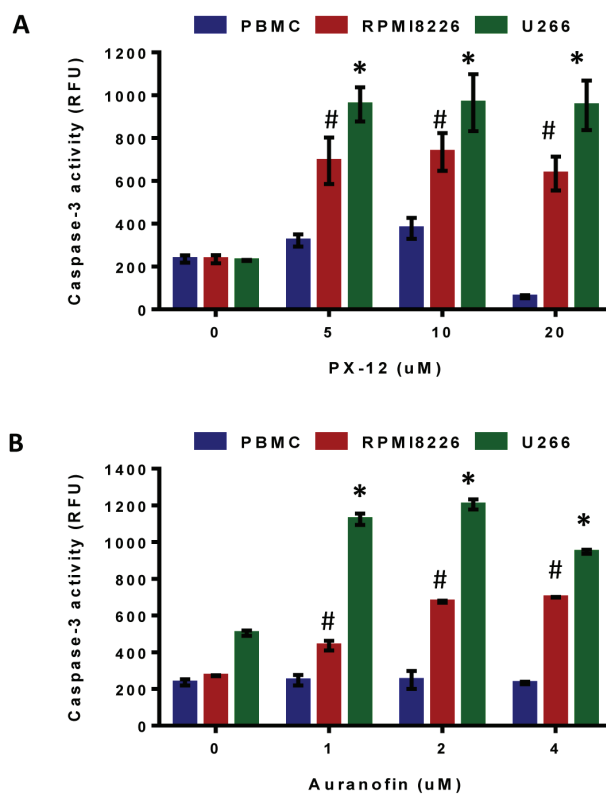 A
PBMC RPMI8226 U266
Caspase-3 activity (RFU)
1200
1000
800
600
400
200
0
* * *
# # #
0 5 10 20
PX-12 (uM)
B
PBMC RPMI8226 U266
Caspase-3 activity (RFU)
1400
1200
1000
800
600
400
200
0
* * *
# # #
0 1 2 4
Auranofin (uM)